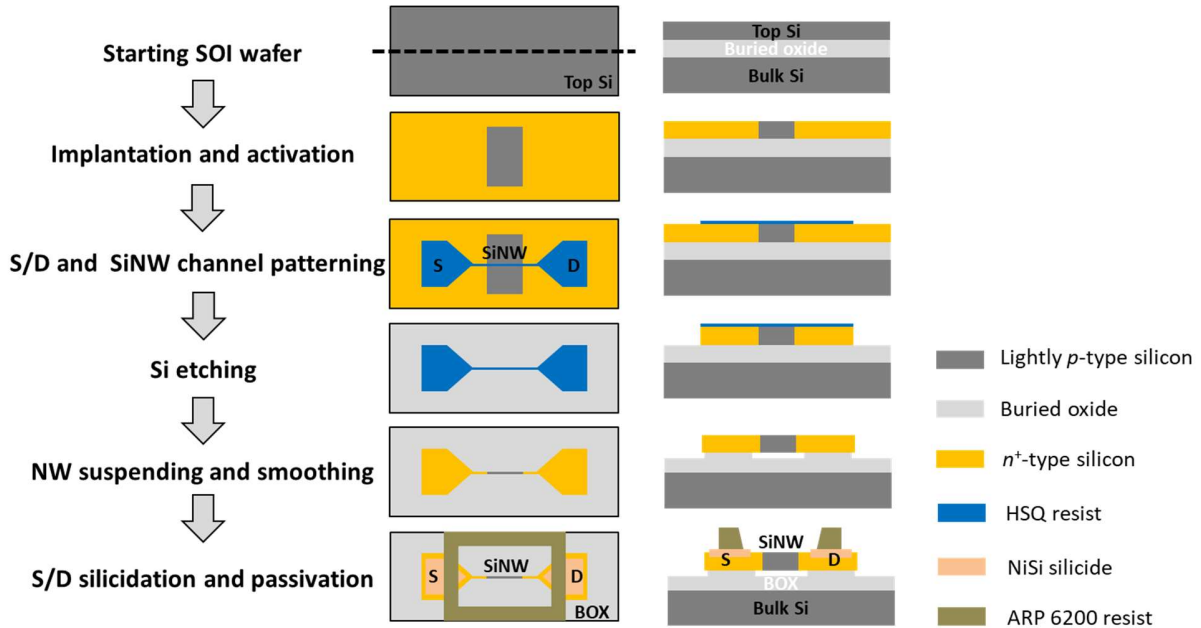 Starting SOI wafer
Top Si
Top Si
Buried oxide
Bulk Si
Implantation and activation
S/D and SiNW channel patterning
S
SiNW
D
Si etching
NW suspending and smoothing
S/D silicidation and passivation
S
SiNW
D
BOX
SiNW
S
D
BOX
Bulk Si
Lightly p-type silicon
Buried oxide
n+-type silicon
HSQ resist
NiSi silicide
ARP 6200 resist